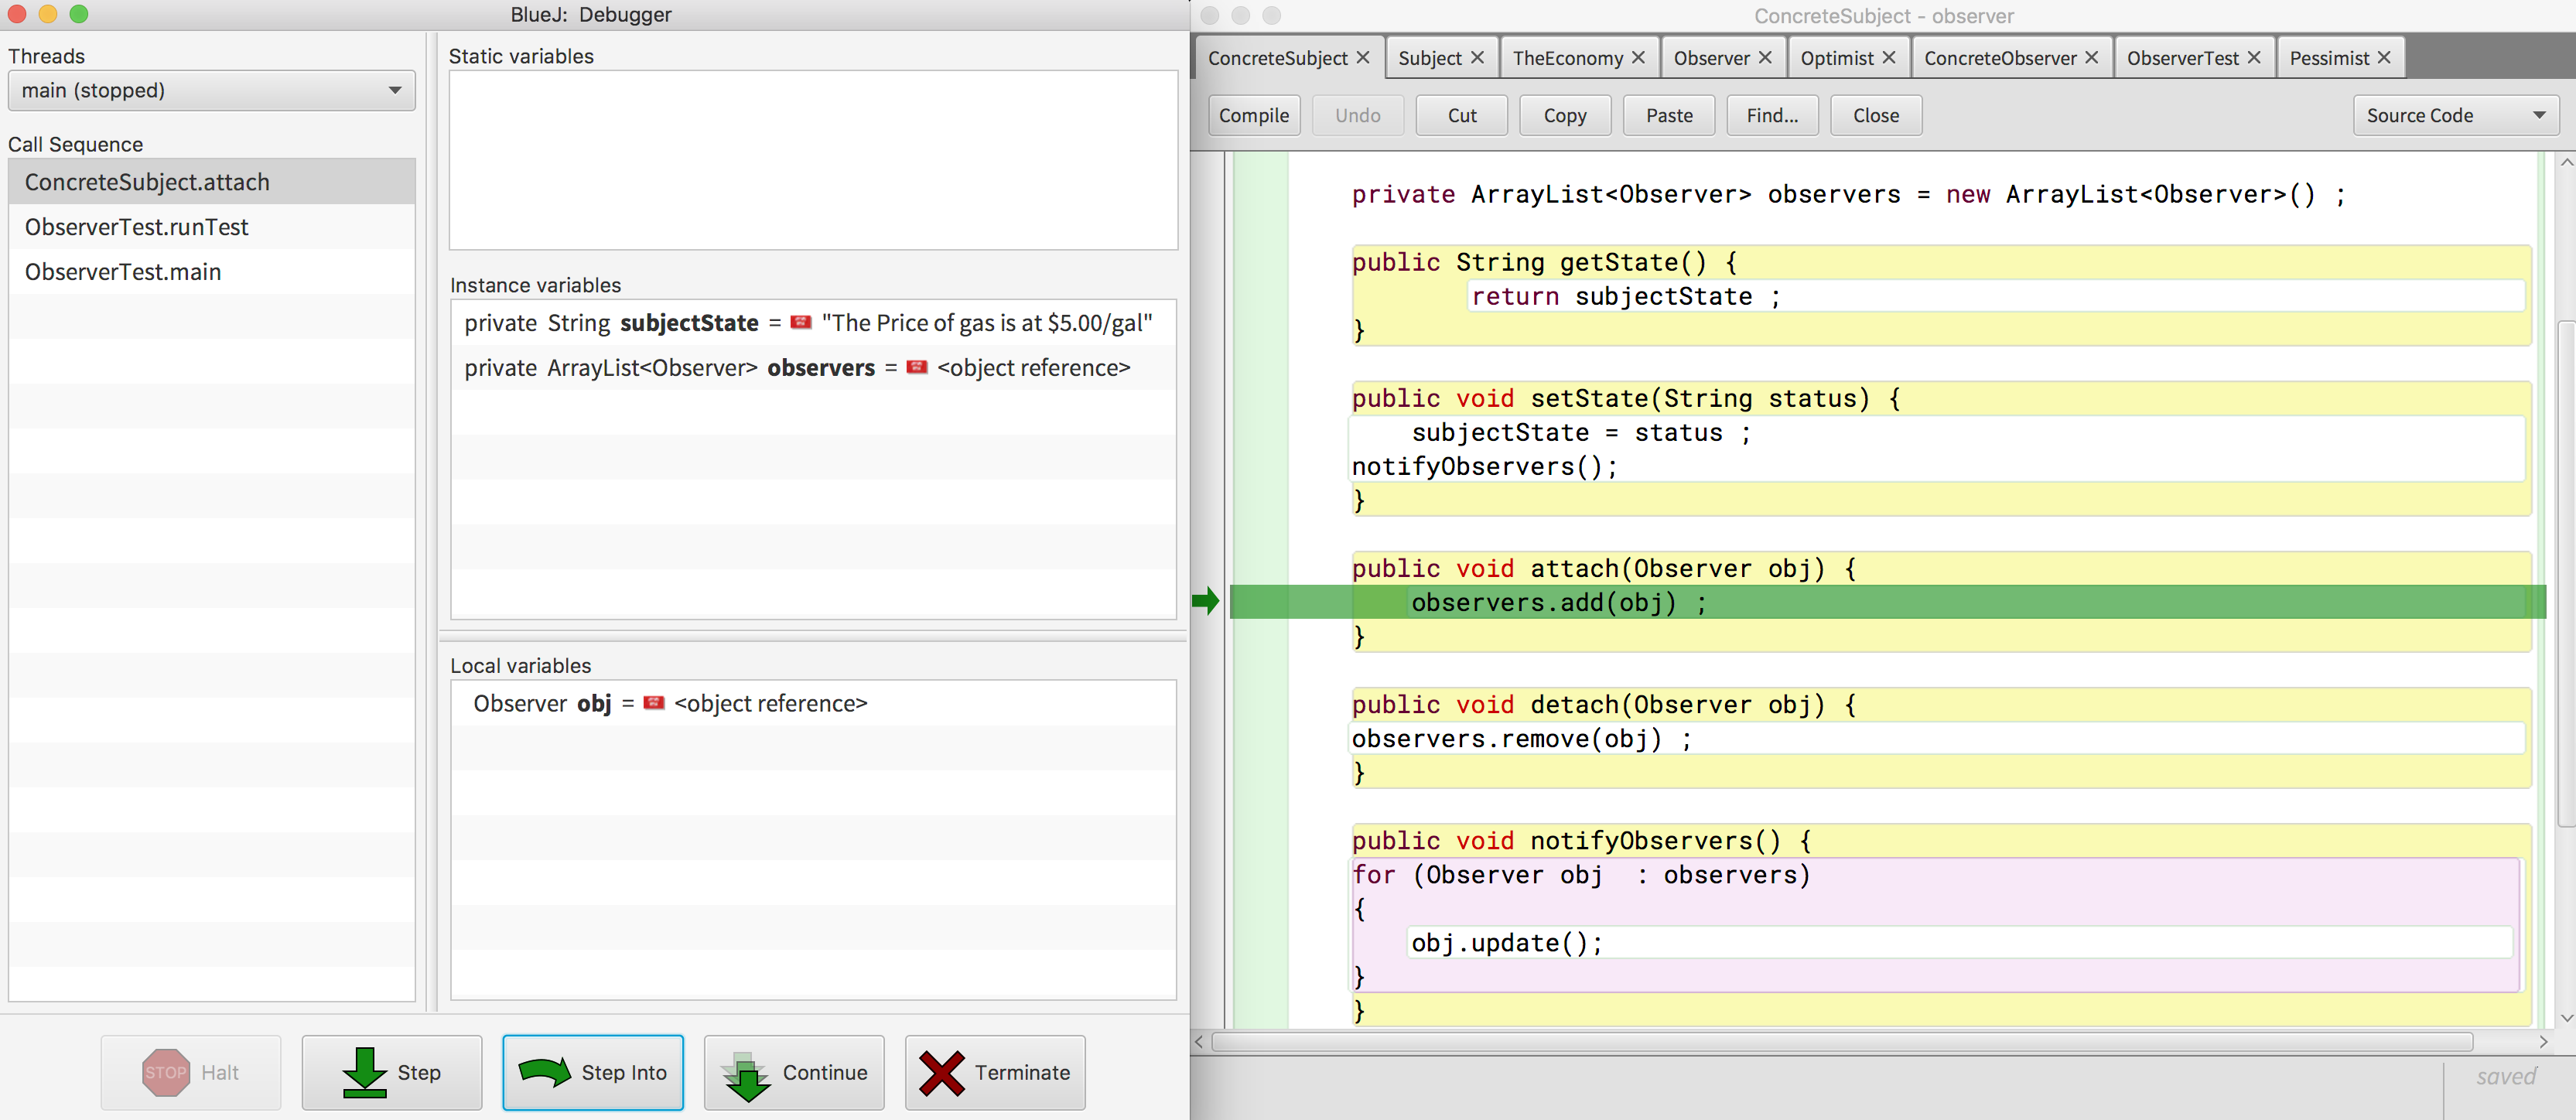 BlueJ: Debugger
Threads
main (stopped)
Call Sequence
ConcreteSubject.attach
ObserverTest.runTest
ObserverTest.main
Static variables
Instance variables
private String subjectState = "The Price of gas is at $5.00/gal"
private ArrayList<Observer> observers = <object reference>
Local variables
Observer obj = <object reference>
STOP Halt
Step
Step Into
Continue
Terminate
ConcreteSubject - observer
ConcreteSubject Subject TheEconomy Observer Optimist ConcreteObserver ObserverTest Pessimist
Compile Undo Cut Copy Paste Find... Close Source Code
private ArrayList<Observer> observers = new ArrayList<Observer>() ;
public String getState() {
return subjectState ;
}
public void setState(String status) {
subjectState = status ;
notifyObservers();
}
public void attach(Observer obj) {
observers.add(obj) ;
}
public void detach(Observer obj) {
observers.remove(obj) ;
}
public void notifyObservers() {
for (Observer obj : observers)
{
obj.update();
}
}
saved